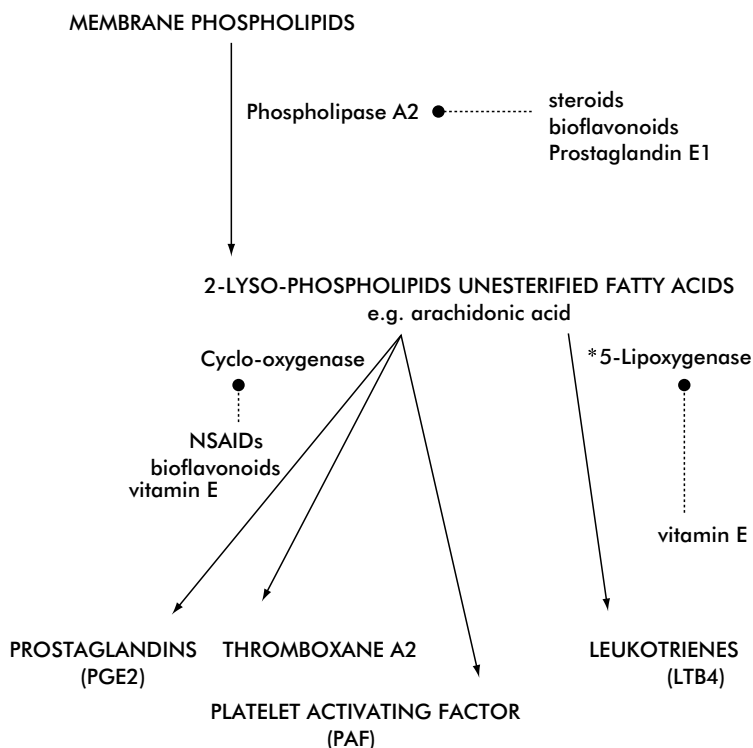 MEMBRANE PHOSPHOLIPIDS
Phospholipase A2
steroids
bioflavonoids
Prostaglandin E1
2-LYSO-PHOSPHOLIPIDS UNESTERIFIED FATTY ACIDS
e.g. arachidonic acid
Cyclo-oxygenase
*5-Lipoxygenase
NSAIDs
bioflavonoids
vitamin E
vitamin E
PROSTAGLANDINS
(PGE2)
THROMBOXANE A2
LEUKOTRIENES
(LTB4)
PLATELET ACTIVATING FACTOR
(PAF)